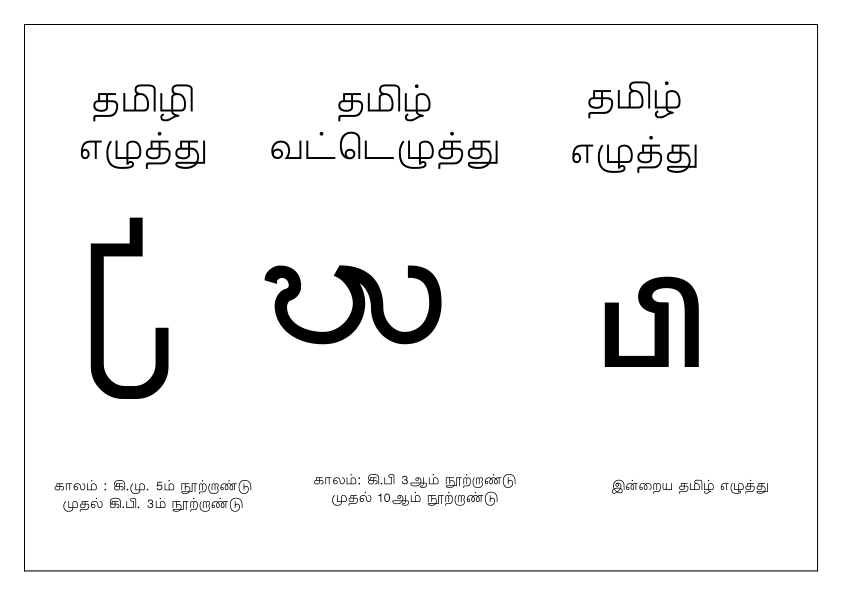 தமிழி
எழுத்து
தமிழ்
வட்டெழுத்து
தமிழ்
எழுத்து
பி
காலம் : கி.மு. 5ம் நூற்றாண்டு
முதல் கி.பி. 3ம் நூற்றாண்டு
காலம்: கி.பி 3ஆம் நூற்றாண்டு
முதல் 10ஆம் நூற்றாண்டு
இன்றைய தமிழ் எழுத்து